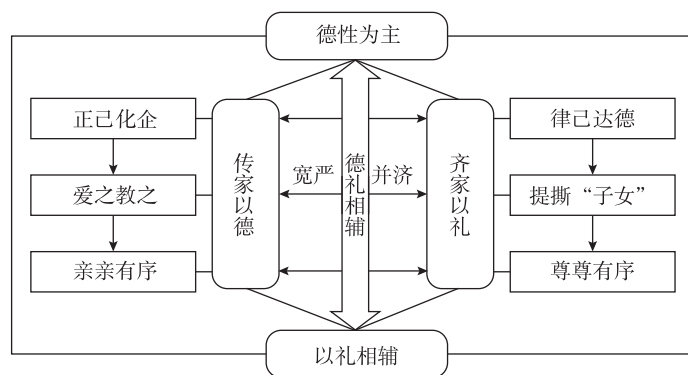 德性为主
正己化企
爱之教之
亲亲有序
传家以德
宽严
德礼相辅
并济
齐家以礼
律己达德
提撕“子女”
尊尊有序
以礼相辅